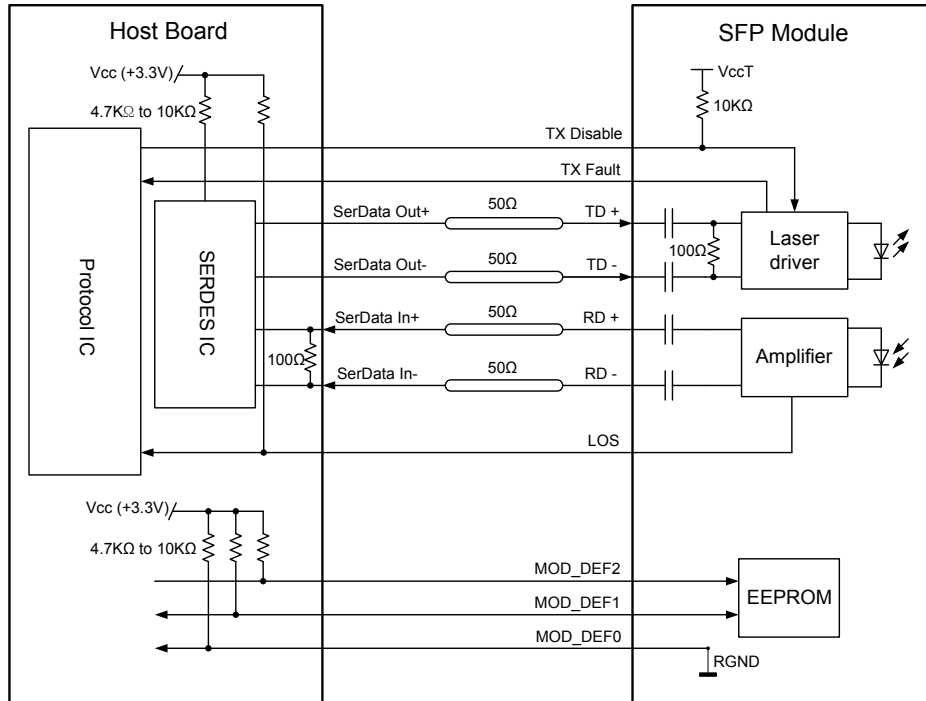 Host Board
SFP Module
Vcc (+3.3V)
VccT
4.7KΩ to 10KΩ
10KΩ
TX Disable
TX Fault
SerData Out+
50Ω
TD +
SerData Out-
50Ω
TD -
100Ω
Laser
driver
Protocol IC
SERDES IC
SerData In+
50Ω
RD +
100Ω
SerData In-
50Ω
RD -
Amplifier
LOS
Vcc (+3.3V)
4.7KΩ to 10KΩ
MOD_DEF2
MOD_DEF1
MOD_DEF0
EEPROM
RGND